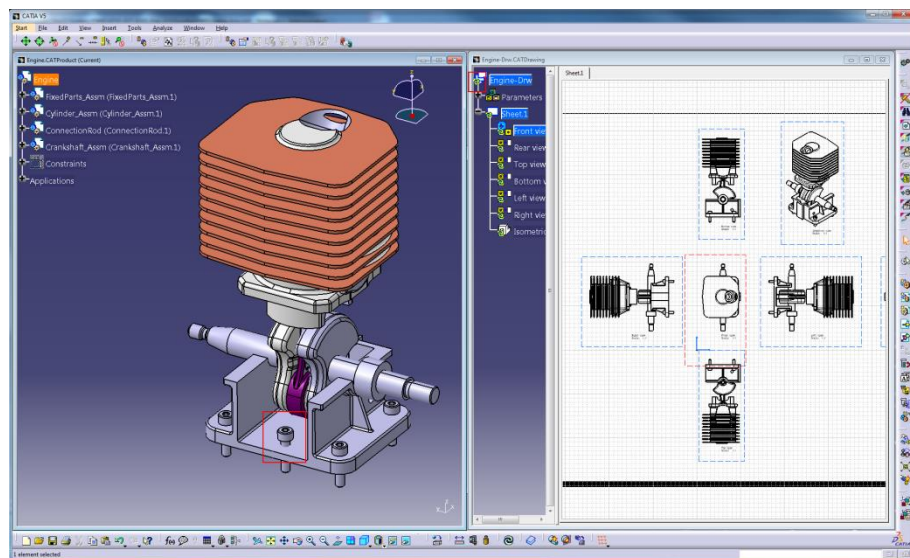 CATIA V5
Start File Edit View Insert Tools Analyze Window Help
Engine.CATProduct (Current)
Engine
FixedParts_Assm (FixedParts_Assm.1)
Cylinder_Assm (Cylinder_Assm.1)
ConnectionRod (ConnectionRod.1)
Crankshaft_Assm (Crankshaft_Assm.1)
Constraints
Applications
Engine-Drw.CATDrawing
Engine-Drw
Parameters
Sheet.1
Front view
Rear view
Top view
Bottom v
Left view
Right vie
Isometric
Sheet.1
1 element selected